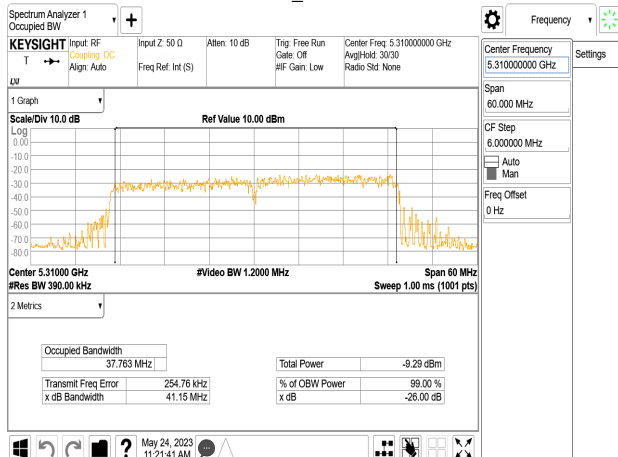 Spectrum Analyzer 1
Occupied BW
Frequency
KEYSIGHT
T
LXI
Input: RF
Coupling: DC
Align: Auto
Input Z: 50 Ω
Freq Ref: Int (S)
Atten: 10 dB
Trig: Free Run
Gate: Off
#IF Gain: Low
Center Freq: 5.310000000 GHz
Avg|Hold: 30/30
Radio Std: None
Center Frequency
5.310000000 GHz
Settings
Span
60.000 MHz
CF Step
6.000000 MHz
Auto
Man
Freq Offset
0 Hz
1 Graph
Scale/Div 10.0 dB
Ref Value 10.00 dBm
Log
0.00
-10.0
-20.0
-30.0
-40.0
-50.0
-60.0
-70.0
-80.0
Center 5.31000 GHz
#Video BW 1.2000 MHz
Span 60 MHz
#Res BW 390.00 kHz
Sweep 1.00 ms (1001 pts)
2 Metrics
Occupied Bandwidth
37.763 MHz
Total Power -9.29 dBm
Transmit Freq Error 254.76 kHz
% of OBW Power 99.00 %
x dB Bandwidth 41.15 MHz
x dB -26.00 dB
May 24, 2023
11:21:41 AM